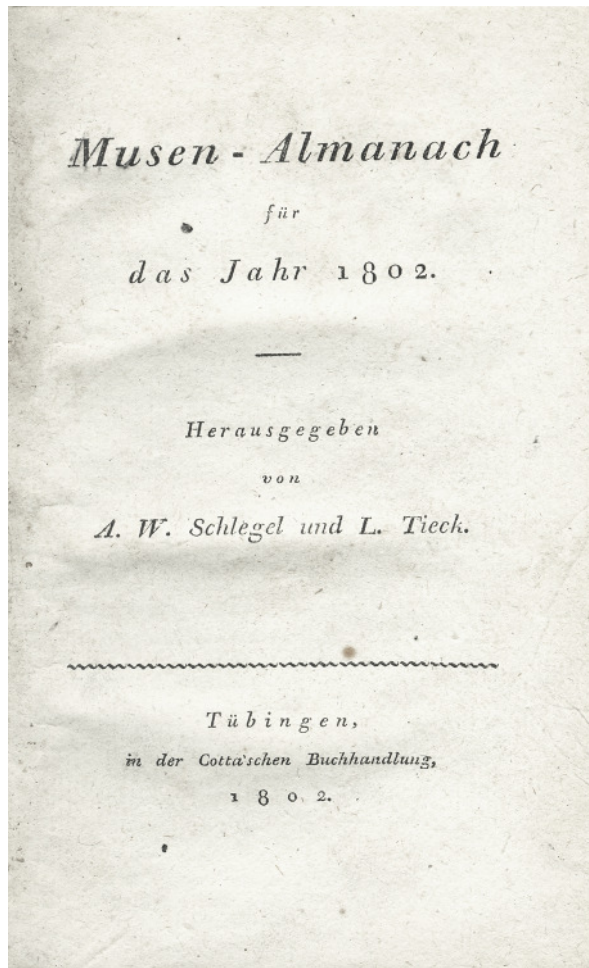 Musen - Almanach
für
das Jahr 1802.
Herausgegeben
von
A. W. Schlegel und L. Tieck.
Tübingen,
in der Cotta'schen Buchhandlung,
1802.